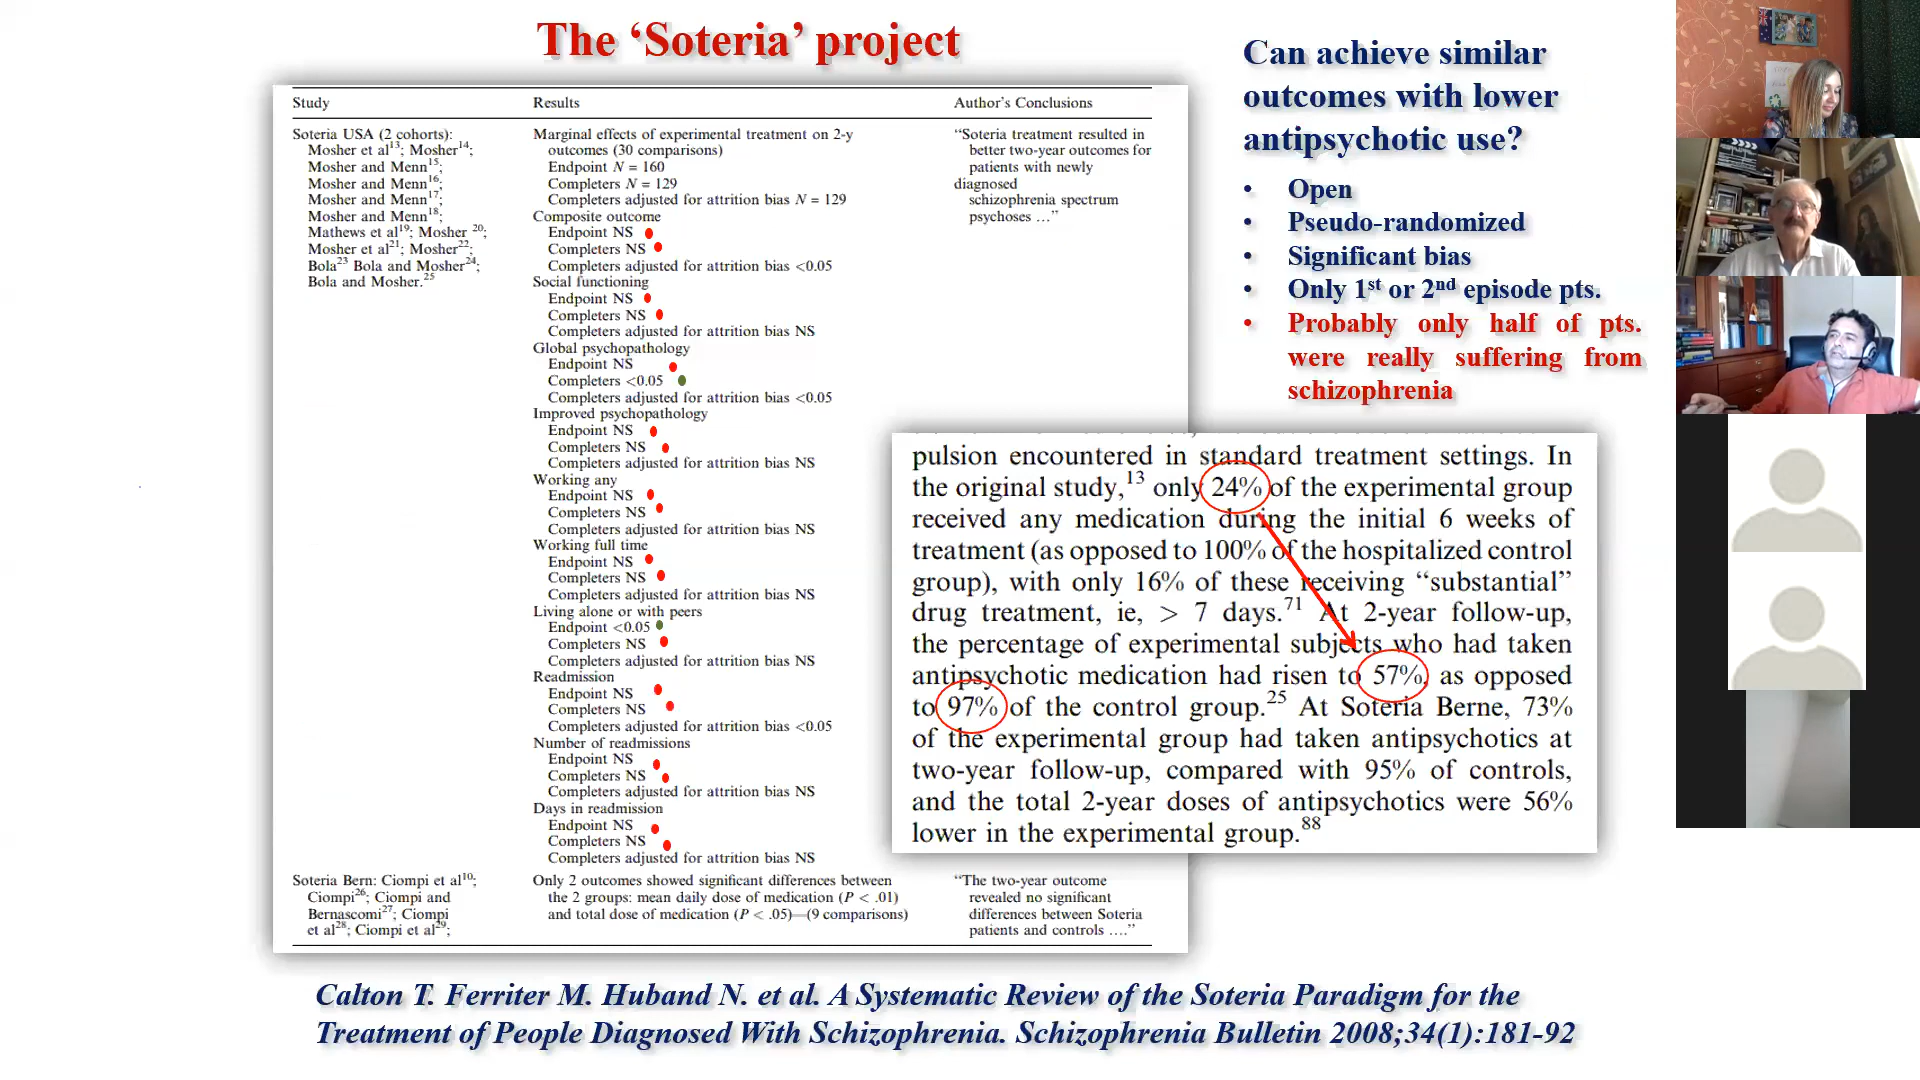 The ‘Soteria’ project
Study Results Author's Conclusions
Soteria USA (2 cohorts):
Mosher et al13; Mosher14;
Mosher and Menn15;
Mosher and Menn16;
Mosher and Menn17;
Mosher and Menn18;
Mathews et al19; Mosher 20;
Mosher et al21; Mosher22;
Bola23 Bola and Mosher24;
Bola and Mosher.25
Marginal effects of experimental treatment on 2-y
outcomes (30 comparisons)
Endpoint N = 160
Completers N = 129
Completers adjusted for attrition bias N = 129
Composite outcome
Endpoint NS
Completers NS
Completers adjusted for attrition bias <0.05
Social functioning
Endpoint NS
Completers NS
Completers adjusted for attrition bias NS
Global psychopathology
Endpoint NS
Completers <0.05
Completers adjusted for attrition bias <0.05
Improved psychopathology
Endpoint NS
Completers NS
Completers adjusted for attrition bias NS
Working any
Endpoint NS
Completers NS
Completers adjusted for attrition bias NS
Working full time
Endpoint NS
Completers NS
Completers adjusted for attrition bias NS
Living alone or with peers
Endpoint <0.05
Completers NS
Completers adjusted for attrition bias NS
Readmission
Endpoint NS
Completers NS
Completers adjusted for attrition bias <0.05
Number of readmissions
Endpoint NS
Completers NS
Completers adjusted for attrition bias NS
Days in readmission
Endpoint NS
Completers NS
Completers adjusted for attrition bias NS
“Soteria treatment resulted in
better two-year outcomes for
patients with newly
diagnosed
schizophrenia spectrum
psychoses …”
Soteria Bern: Ciompi et al10;
Ciompi26; Ciompi and
Bernascomi27; Ciompi
et al28; Ciompi et al29;
Only 2 outcomes showed significant differences between
the 2 groups: mean daily dose of medication (P < .01)
and total dose of medication (P < .05)—(9 comparisons)
“The two-year outcome
revealed no significant
differences between Soteria
patients and controls ….”
Can achieve similar
outcomes with lower
antipsychotic use?
• Open
• Pseudo-randomized
• Significant bias
• Only 1st or 2nd episode pts.
• Probably only half of pts.
were really suffering from
schizophrenia
pulsion encountered in standard treatment settings. In
the original study,13 only 24% of the experimental group
received any medication during the initial 6 weeks of
treatment (as opposed to 100% of the hospitalized control
group), with only 16% of these receiving “substantial”
drug treatment, ie, > 7 days.71 At 2-year follow-up,
the percentage of experimental subjects who had taken
antipsychotic medication had risen to 57%, as opposed
to 97% of the control group.25 At Soteria Berne, 73%
of the experimental group had taken antipsychotics at
two-year follow-up, compared with 95% of controls,
and the total 2-year doses of antipsychotics were 56%
lower in the experimental group.88
Calton T. Ferriter M. Huband N. et al. A Systematic Review of the Soteria Paradigm for the
Treatment of People Diagnosed With Schizophrenia. Schizophrenia Bulletin 2008;34(1):181-92